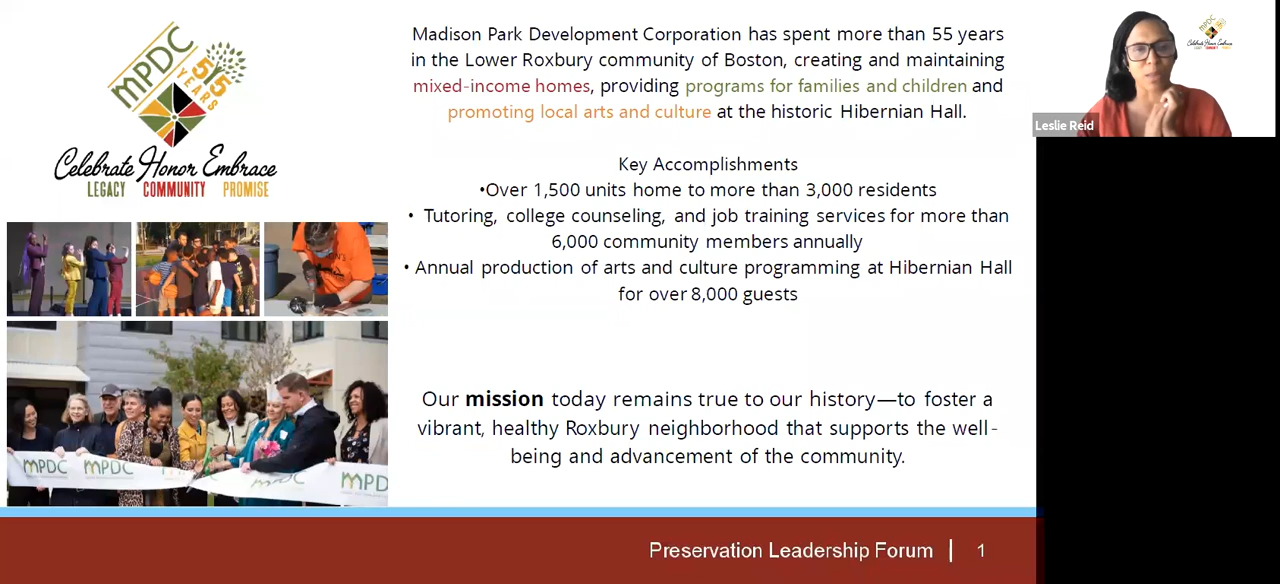 MPDC
55
YEARS
Celebrate Honor Embrace
LEGACY COMMUNITY PROMISE
Madison Park Development Corporation has spent more than 55 years
in the Lower Roxbury community of Boston, creating and maintaining
mixed-income homes, providing programs for families and children and
promoting local arts and culture at the historic Hibernian Hall.
Key Accomplishments
•Over 1,500 units home to more than 3,000 residents
• Tutoring, college counseling, and job training services for more than
6,000 community members annually
• Annual production of arts and culture programming at Hibernian Hall
for over 8,000 guests
Our mission today remains true to our history—to foster a
vibrant, healthy Roxbury neighborhood that supports the well-
being and advancement of the community.
MPDC MPDC MPDC MPD
Preservation Leadership Forum | 1
MPDC
Celebrate Honor Embrace
Leslie Reid